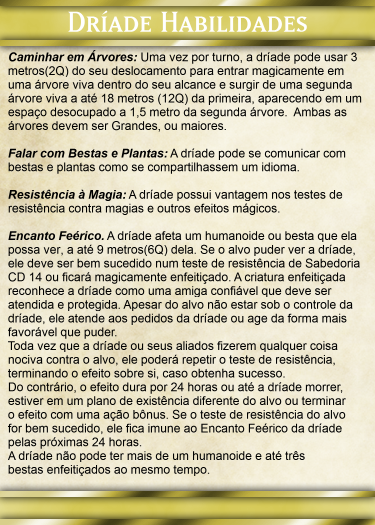 Dríade Habilidades
Caminhar em Árvores: Uma vez por turno, a dríade pode usar 3
metros(2Q) do seu deslocamento para entrar magicamente em
uma árvore viva dentro do seu alcance e surgir de uma segunda
árvore viva a até 18 metros (12Q) da primeira, aparecendo em um
espaço desocupado a 1,5 metro da segunda árvore. Ambas as
árvores devem ser Grandes, ou maiores.
Falar com Bestas e Plantas: A dríade pode se comunicar com
bestas e plantas como se compartilhassem um idioma.
Resistência à Magia: A dríade possui vantagem nos testes de
resistência contra magias e outros efeitos mágicos.
Encanto Feérico. A dríade afeta um humanoide ou besta que ela
possa ver, a até 9 metros(6Q) dela. Se o alvo puder ver a dríade,
ele deve ser bem sucedido num teste de resistência de Sabedoria
CD 14 ou ficará magicamente enfeitiçado. A criatura enfeitiçada
reconhece a dríade como uma amiga confiável que deve ser
atendida e protegida. Apesar do alvo não estar sob o controle da
dríade, ele atende aos pedidos da dríade ou age da forma mais
favorável que puder.
Toda vez que a dríade ou seus aliados fizerem qualquer coisa
nociva contra o alvo, ele poderá repetir o teste de resistência,
terminando o efeito sobre si, caso obtenha sucesso.
Do contrário, o efeito dura por 24 horas ou até a dríade morrer,
estiver em um plano de existência diferente do alvo ou terminar
o efeito com uma ação bônus. Se o teste de resistência do alvo
for bem sucedido, ele fica imune ao Encanto Feérico da dríade
pelas próximas 24 horas.
A dríade não pode ter mais de um humanoide e até três
bestas enfeitiçados ao mesmo tempo.